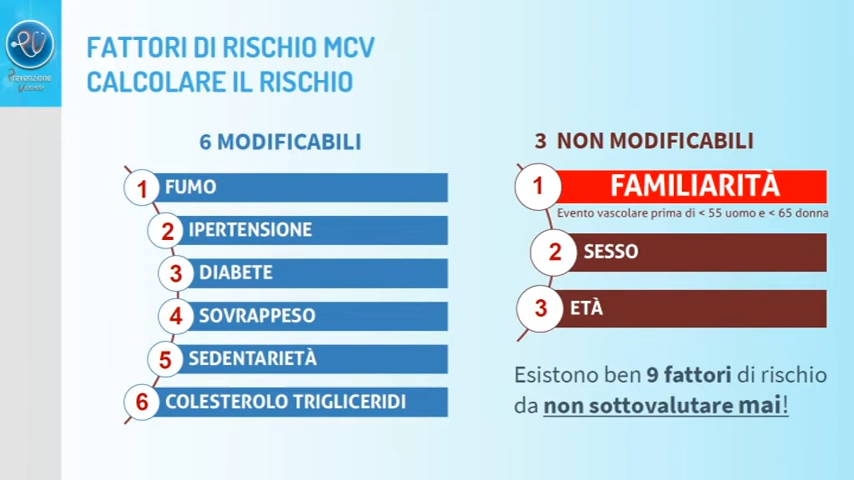 Prevenzione
Vascolare
FATTORI DI RISCHIO MCV
CALCOLARE IL RISCHIO
6 MODIFICABILI
1 FUMO
2 IPERTENSIONE
3 DIABETE
4 SOVRAPPESO
5 SEDENTARIETÀ
6 COLESTEROLO TRIGLICERIDI
3 NON MODIFICABILI
1 FAMILIARITÀ
Evento vascolare prima di < 55 uomo e < 65 donna
2 SESSO
3 ETÀ
Esistono ben 9 fattori di rischio
da non sottovalutare mai!